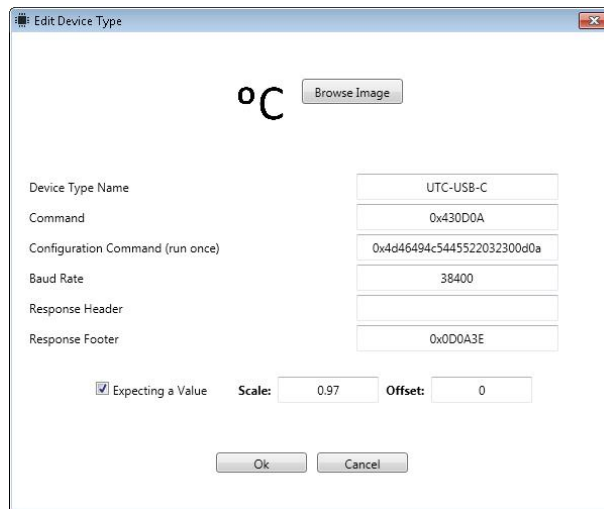 Edit Device Type
ºC Browse Image
Device Type Name UTC-USB-C
Command 0x430D0A
Configuration Command (run once) 0x4d46494c5445522032300d0a
Baud Rate 38400
Response Header
Response Footer 0x0D0A3E
Expecting a Value Scale: 0.97 Offset: 0
Ok Cancel